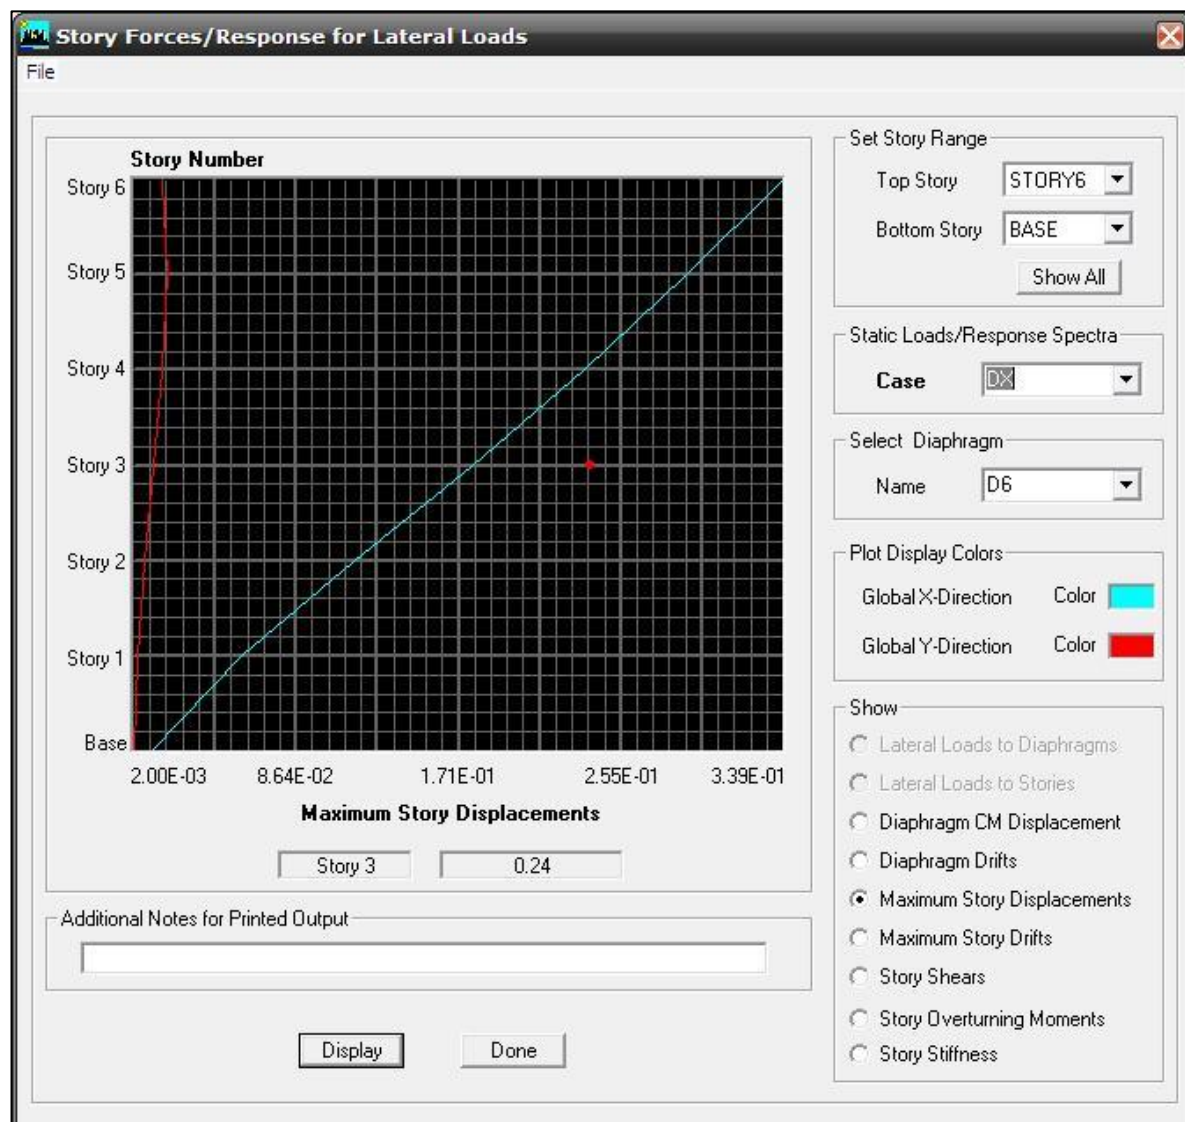 Story Forces/Response for Lateral Loads
File
Story Number
Story 6
Story 5
Story 4
Story 3
Story 2
Story 1
Base
2.00E-03 8.64E-02 1.71E-01 2.55E-01 3.39E-01
Maximum Story Displacements
Story 3 0.24
Additional Notes for Printed Output
Display Done
Set Story Range
Top Story STORY6
Bottom Story BASE
Show All
Static Loads/Response Spectra
Case DX
Select Diaphragm
Name D6
Plot Display Colors
Global X-Direction Color
Global Y-Direction Color
Show
Lateral Loads to Diaphragms
Lateral Loads to Stories
Diaphragm CM Displacement
Diaphragm Drifts
Maximum Story Displacements
Maximum Story Drifts
Story Shears
Story Overturning Moments
Story Stiffness